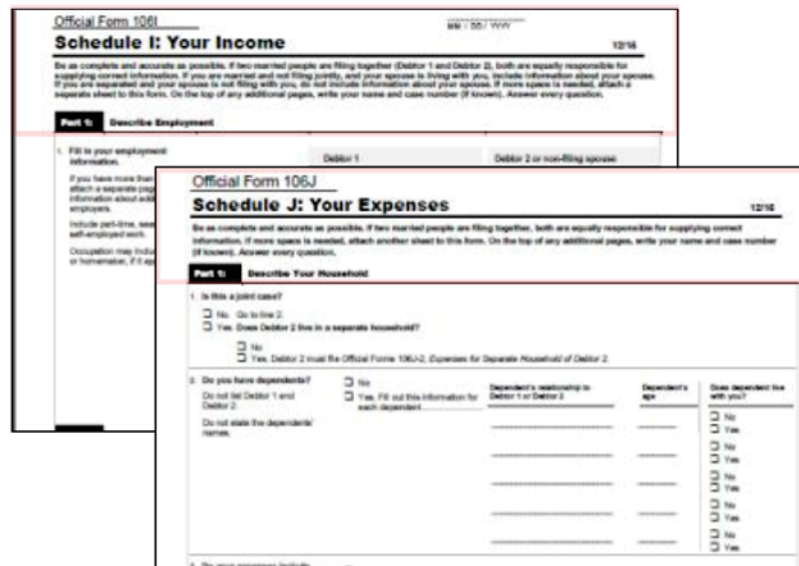 Official Form 106I
MM / DD / YYYY
Schedule I: Your Income 12/15
Be as complete and accurate as possible. If two married people are filing together (Debtor 1 and Debtor 2), both are equally responsible for
supplying correct information. If you are married and not filing jointly, and your spouse is living with you, include information about your spouse.
If you are separated and your spouse is not filing with you, do not include information about your spouse. If more space is needed, attach a
separate sheet to this form. On the top of any additional pages, write your name and case number (if known). Answer every question.
Part 1: Describe Employment
1. Fill in your employment
information.
Debtor 1 Debtor 2 or non-filing spouse
If you have more than
attach a separate pag
information about addi
employers.
Include part-time, sea
self-employed work.
Occupation may inclu
or homemaker, if it ap
Official Form 106J
Schedule J: Your Expenses 12/15
Be as complete and accurate as possible. If two married people are filing together, both are equally responsible for supplying correct
information. If more space is needed, attach another sheet to this form. On the top of any additional pages, write your name and case number
(if known). Answer every question.
Part 1: Describe Your Household
1. Is this a joint case?
No. Go to line 2.
Yes. Does Debtor 2 live in a separate household?
No
Yes. Debtor 2 must file Official Forms 106J-2, Expenses for Separate Household of Debtor 2.
2. Do you have dependents?
Do not list Debtor 1 and
Debtor 2.
Do not state the dependents'
names.
No
Yes. Fill out this information for
each dependent
Dependent's relationship to
Debtor 1 or Debtor 2
Dependent's
age
Does dependent live
with you?
No
Yes
No
Yes
No
Yes
No
Yes
No
Yes
3. Do your expenses include